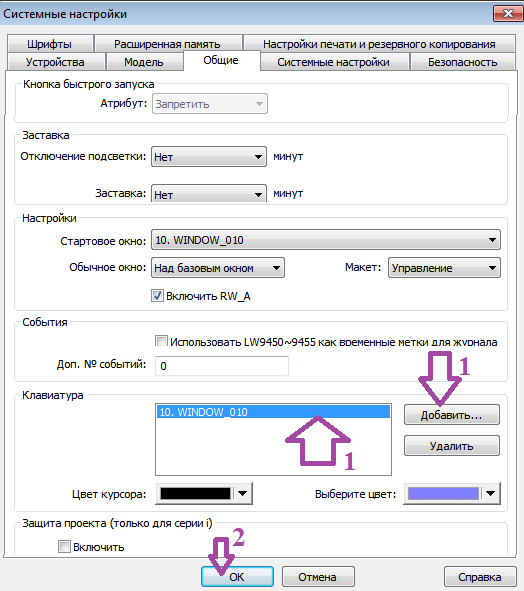 Системные настройки
Шрифты Расширенная память Настройки печати и резервного копирования
Устройства Модель Общие Системные настройки Безопасность
Кнопка быстрого запуска
Атрибут: Запретить
Заставка
Отключение подсветки: Нет минут
Заставка: Нет минут
Настройки
Стартовое окно: 10. WINDOW_010
Обычное окно: Над базовым окном Макет: Управление
Включить RW_A
События
Использовать LW9450~9455 как временные метки для журнала
Доп. № событий: 0
1
Клавиатура
10. WINDOW_010 Добавить...
1
Удалить
Цвет курсора: Выберите цвет:
Защита проекта (только для серии i)
Включить
2
OK Отмена Справка